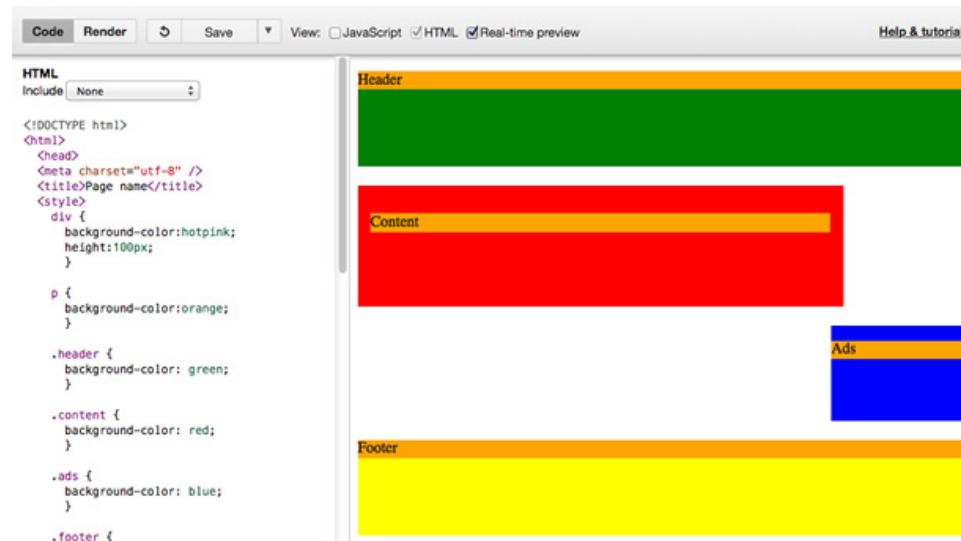 Code Render Save View: JavaScript HTML Real-time preview Help & tutoria
HTML
Include None
<!DOCTYPE html>
<html>
<head>
<meta charset="utf-8" />
<title>Page name</title>
<style>
div {
background-color:hotpink;
height:100px;
}
p {
background-color:orange;
}
.header {
background-color: green;
}
.content {
background-color: red;
}
.ads {
background-color: blue;
}
.footer {
Header
Content
Ads
Footer